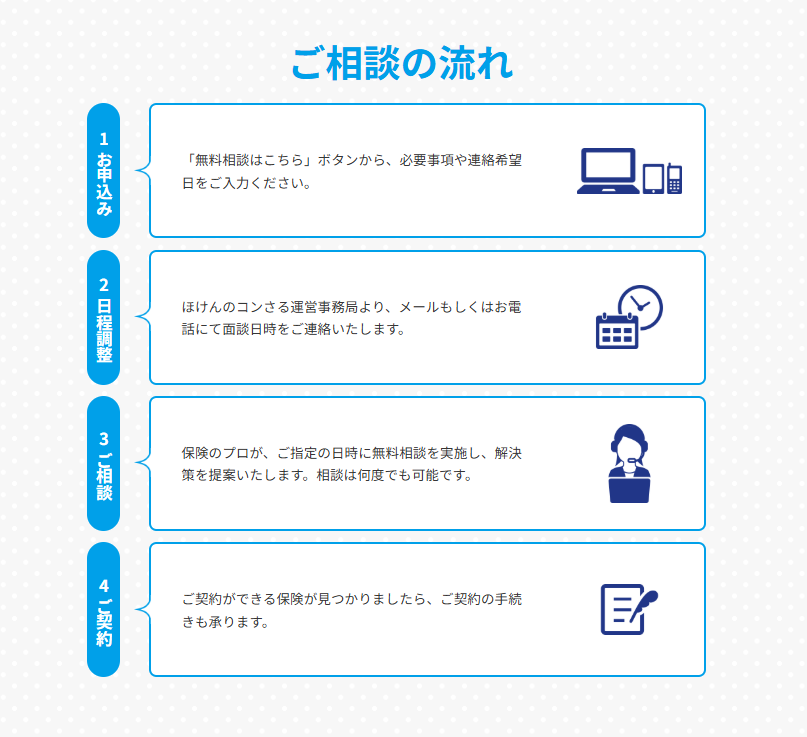 ご相談の流れ
1 お申込み
「無料相談はこちら」ボタンから、必要事項や連絡希望
日をご入力ください。
2 日程調整
ほけんのコンさる運営事務局より、メールもしくはお電
話にて面談日時をご連絡いたします。
3 ご相談
保険のプロが、ご指定の日時に無料相談を実施し、解決
策を提案いたします。相談は何度でも可能です。
4 ご契約
ご契約ができる保険が見つかりましたら、ご契約の手続
きも承ります。